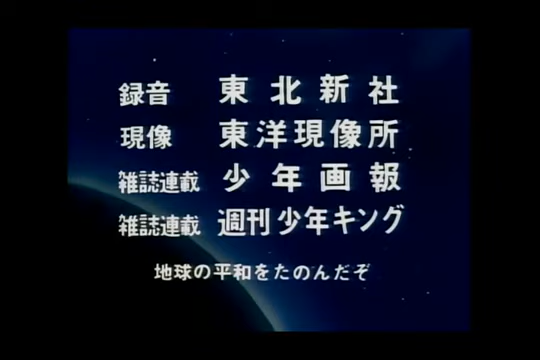 録音 東北新社
現像 東洋現像所
雑誌連載 少年画報
雑誌連載 週刊少年キング
地球の平和をたのんだぞ